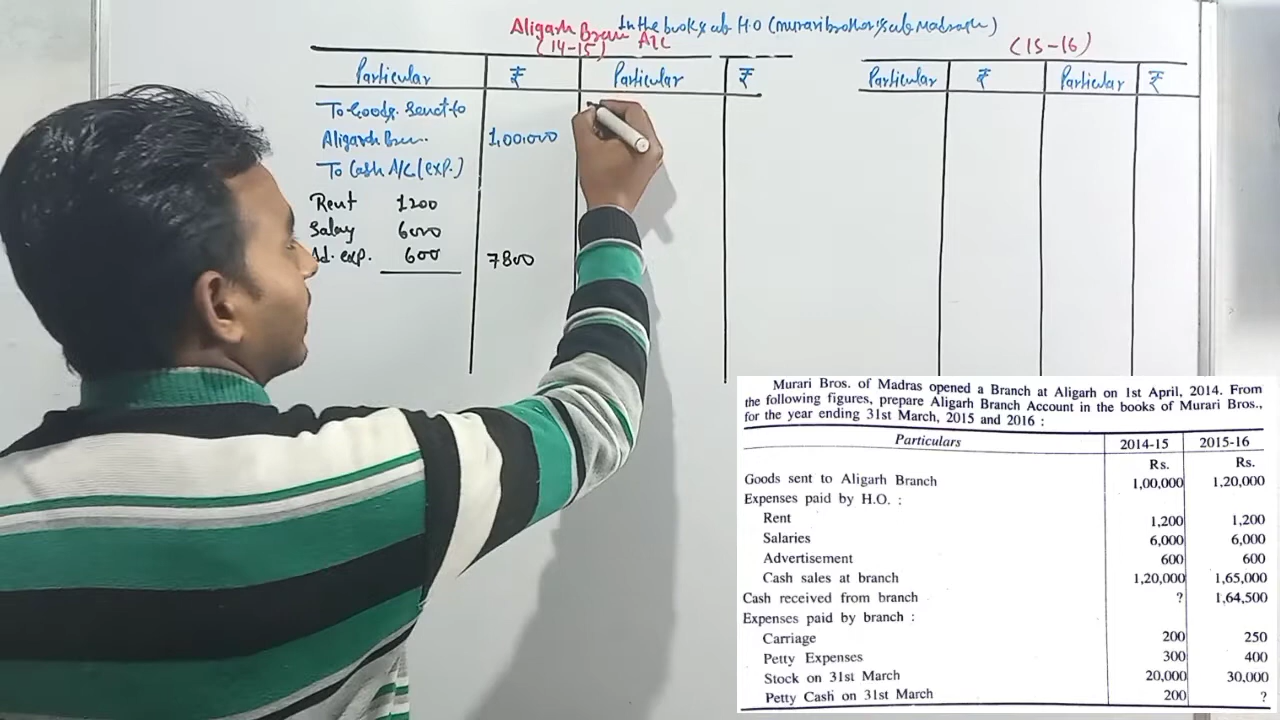 In the books of H.O (murari brother's of Madrash)
Aligarh Bran A/C
(14-15)
(15-16)
Particular ₹ Particular ₹
Particular ₹ Particular ₹
To Goods. Senct to
Aligarh Bran. 1,00,000
To Cash A/C (exp.)
Rent 1200
Salay 6000
Ad. exp. 600 7800
Murari Bros. of Madras opened a Branch at Aligarh on 1st April, 2014. From
the following figures, prepare Aligarh Branch Account in the books of Murari Bros.,
for the year ending 31st March, 2015 and 2016 :
Particulars 2014-15 2015-16
Rs. Rs.
Goods sent to Aligarh Branch 1,00,000 1,20,000
Expenses paid by H.O. :
Rent 1,200 1,200
Salaries 6,000 6,000
Advertisement 600 600
Cash sales at branch 1,20,000 1,65,000
Cash received from branch ? 1,64,500
Expenses paid by branch :
Carriage 200 250
Petty Expenses 300 400
Stock on 31st March 20,000 30,000
Petty Cash on 31st March 200 ?